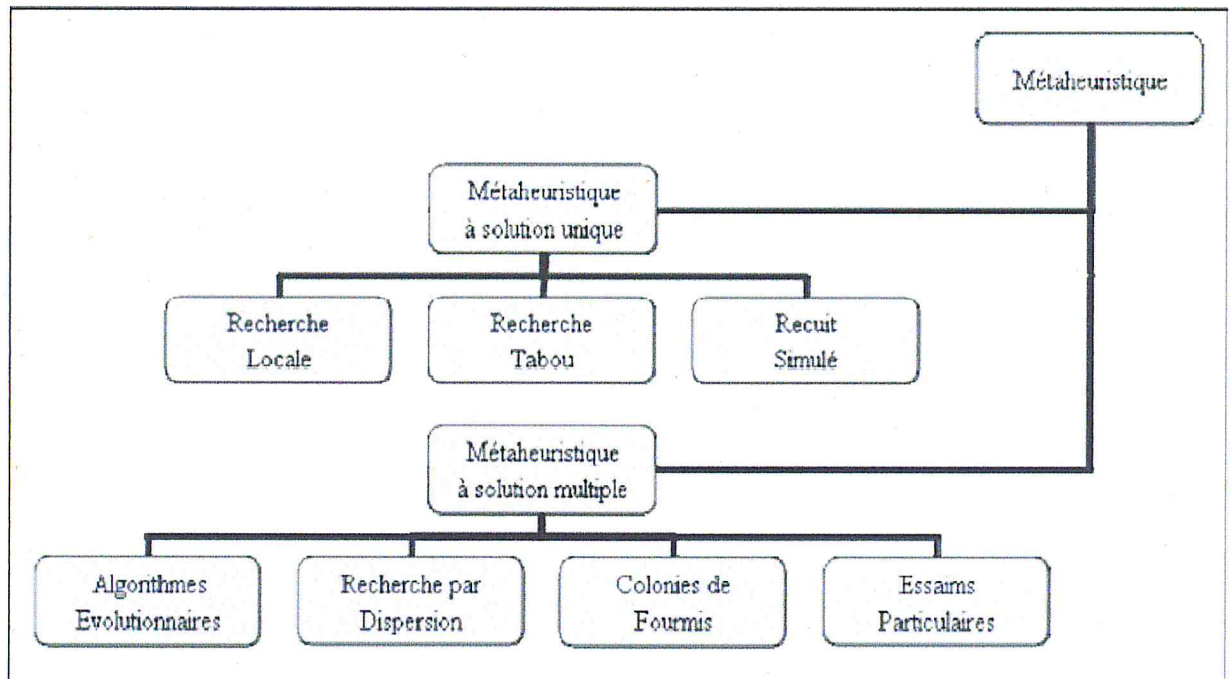 Métaheuristique
Métaheuristique
à solution unique
Recherche
Locale
Recherche
Tabou
Recuit
Simulé
Métaheuristique
à solution multiple
Algorithmes
Evolutionnaires
Recherche par
Dispersion
Colonies de
Fourmis
Essaims
Particulaires